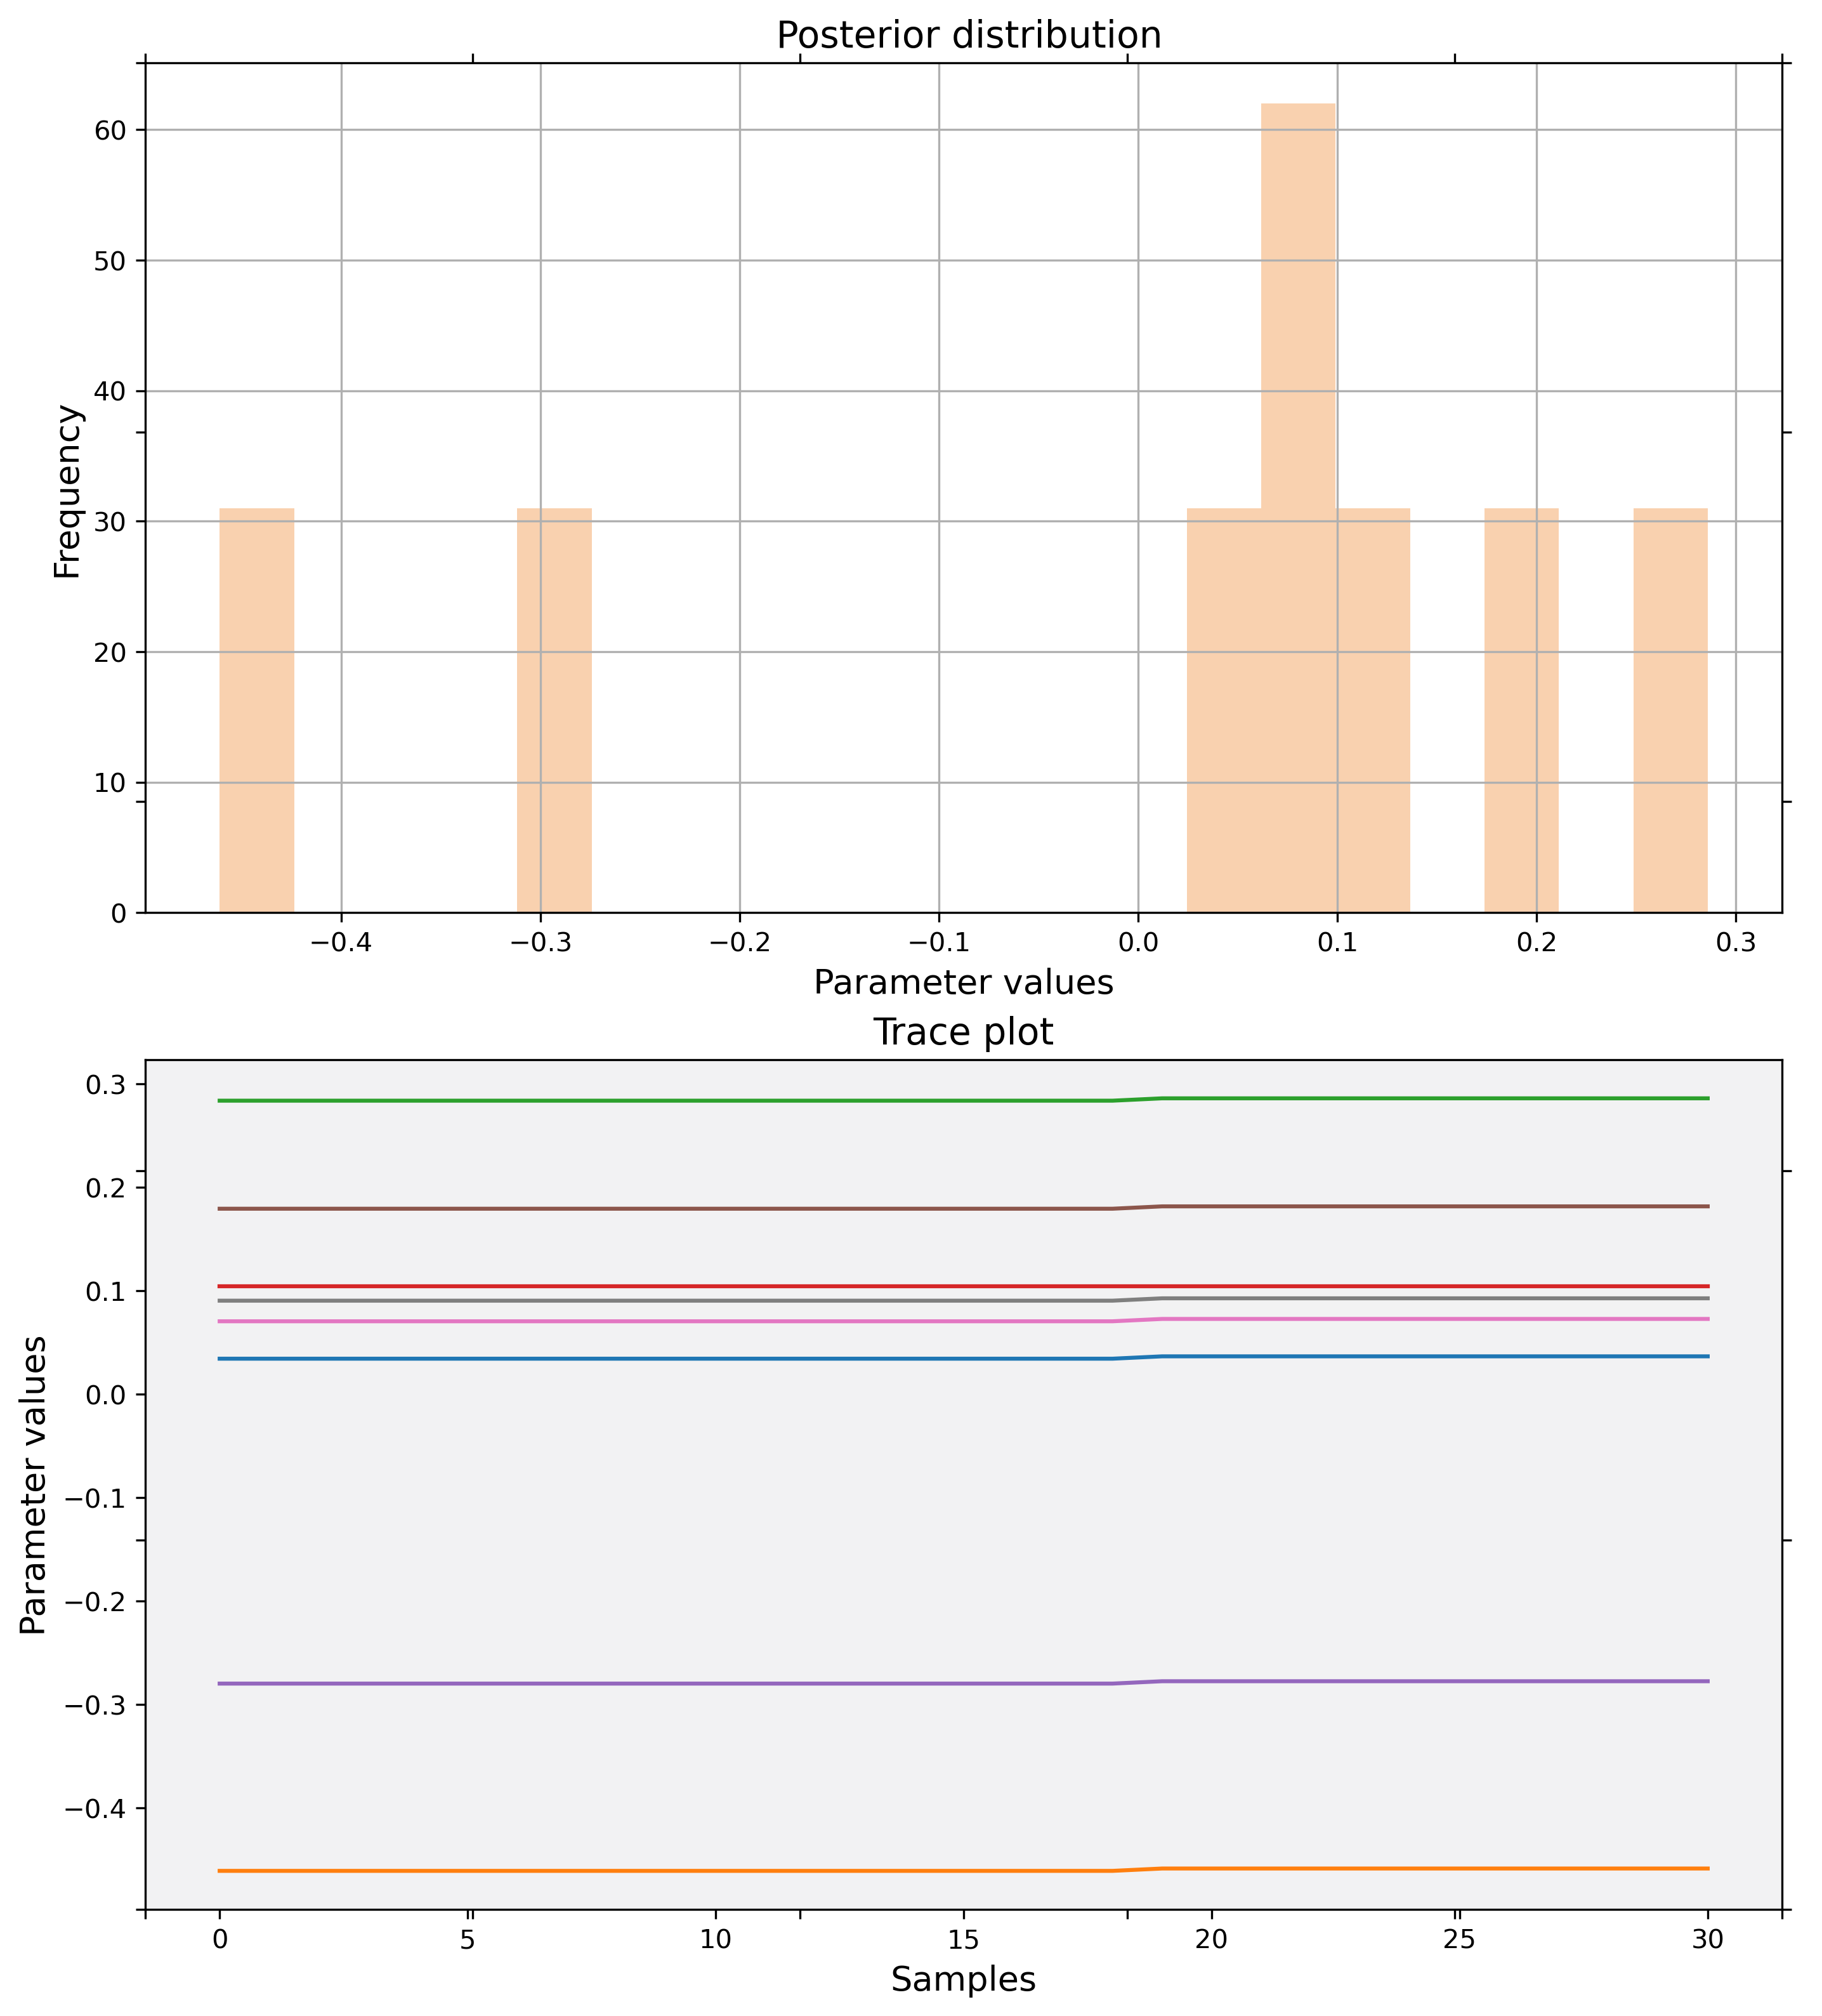 Posterior distribution
60
50
40
30
20
10
0
Frequency
−0.4 −0.3 −0.2 −0.1 0.0 0.1 0.2 0.3
Parameter values
Trace plot
0.3
0.2
0.1
0.0
−0.1
−0.2
−0.3
−0.4
Parameter values
0 5 10 15 20 25 30
Samples